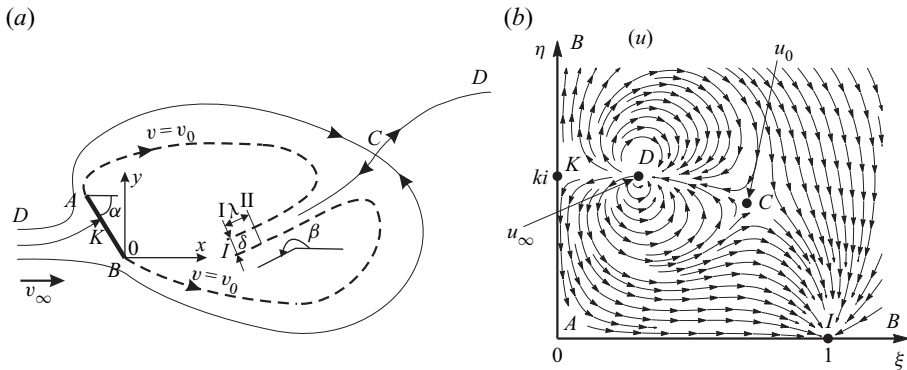 (a)
(b)
v = v₀
D
C
A
α
K
y
I
λ
II
I
δ
β
D
0
x
B
v = v₀
v∞
η
B
(u)
u₀
ki
K
D
C
u∞
A
I
B
0
1
ξ